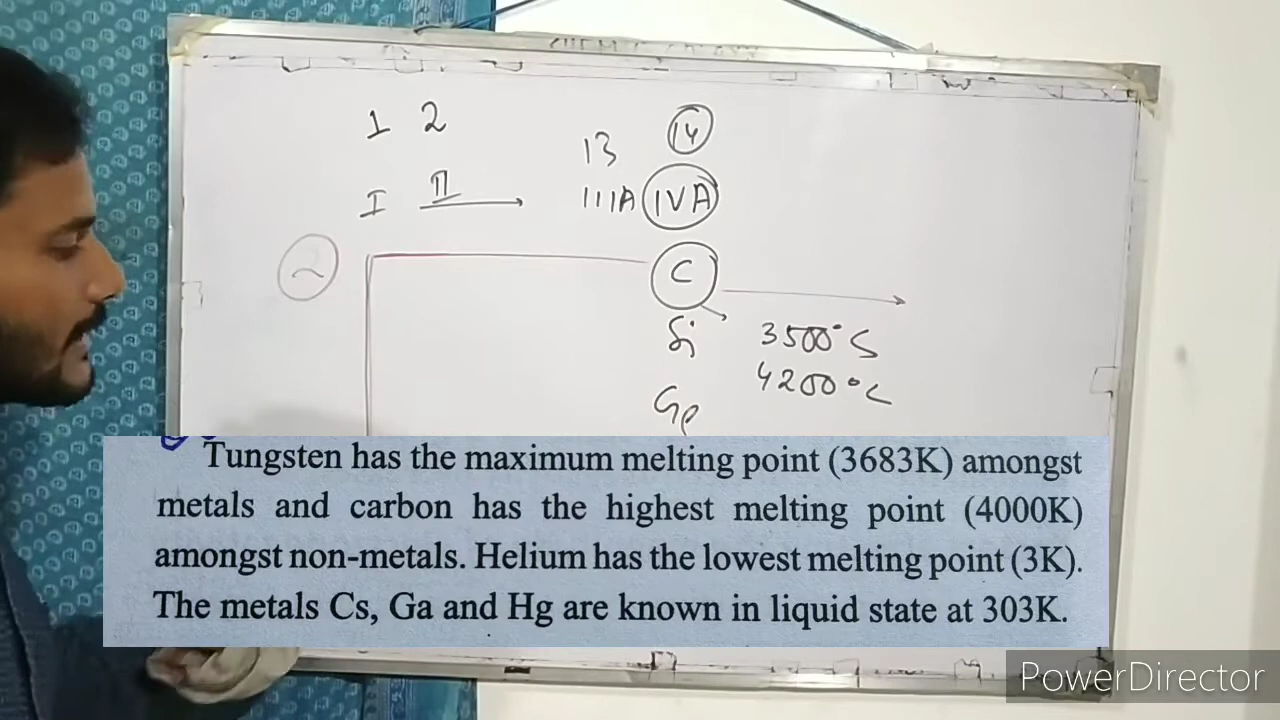 1 2
13 14
I II
IIIA IVA
2
C
Si
3500°C
4200°C
Ge
Tungsten has the maximum melting point (3683K) amongst
metals and carbon has the highest melting point (4000K)
amongst non-metals. Helium has the lowest melting point (3K).
The metals Cs, Ga and Hg are known in liquid state at 303K.
PowerDirector